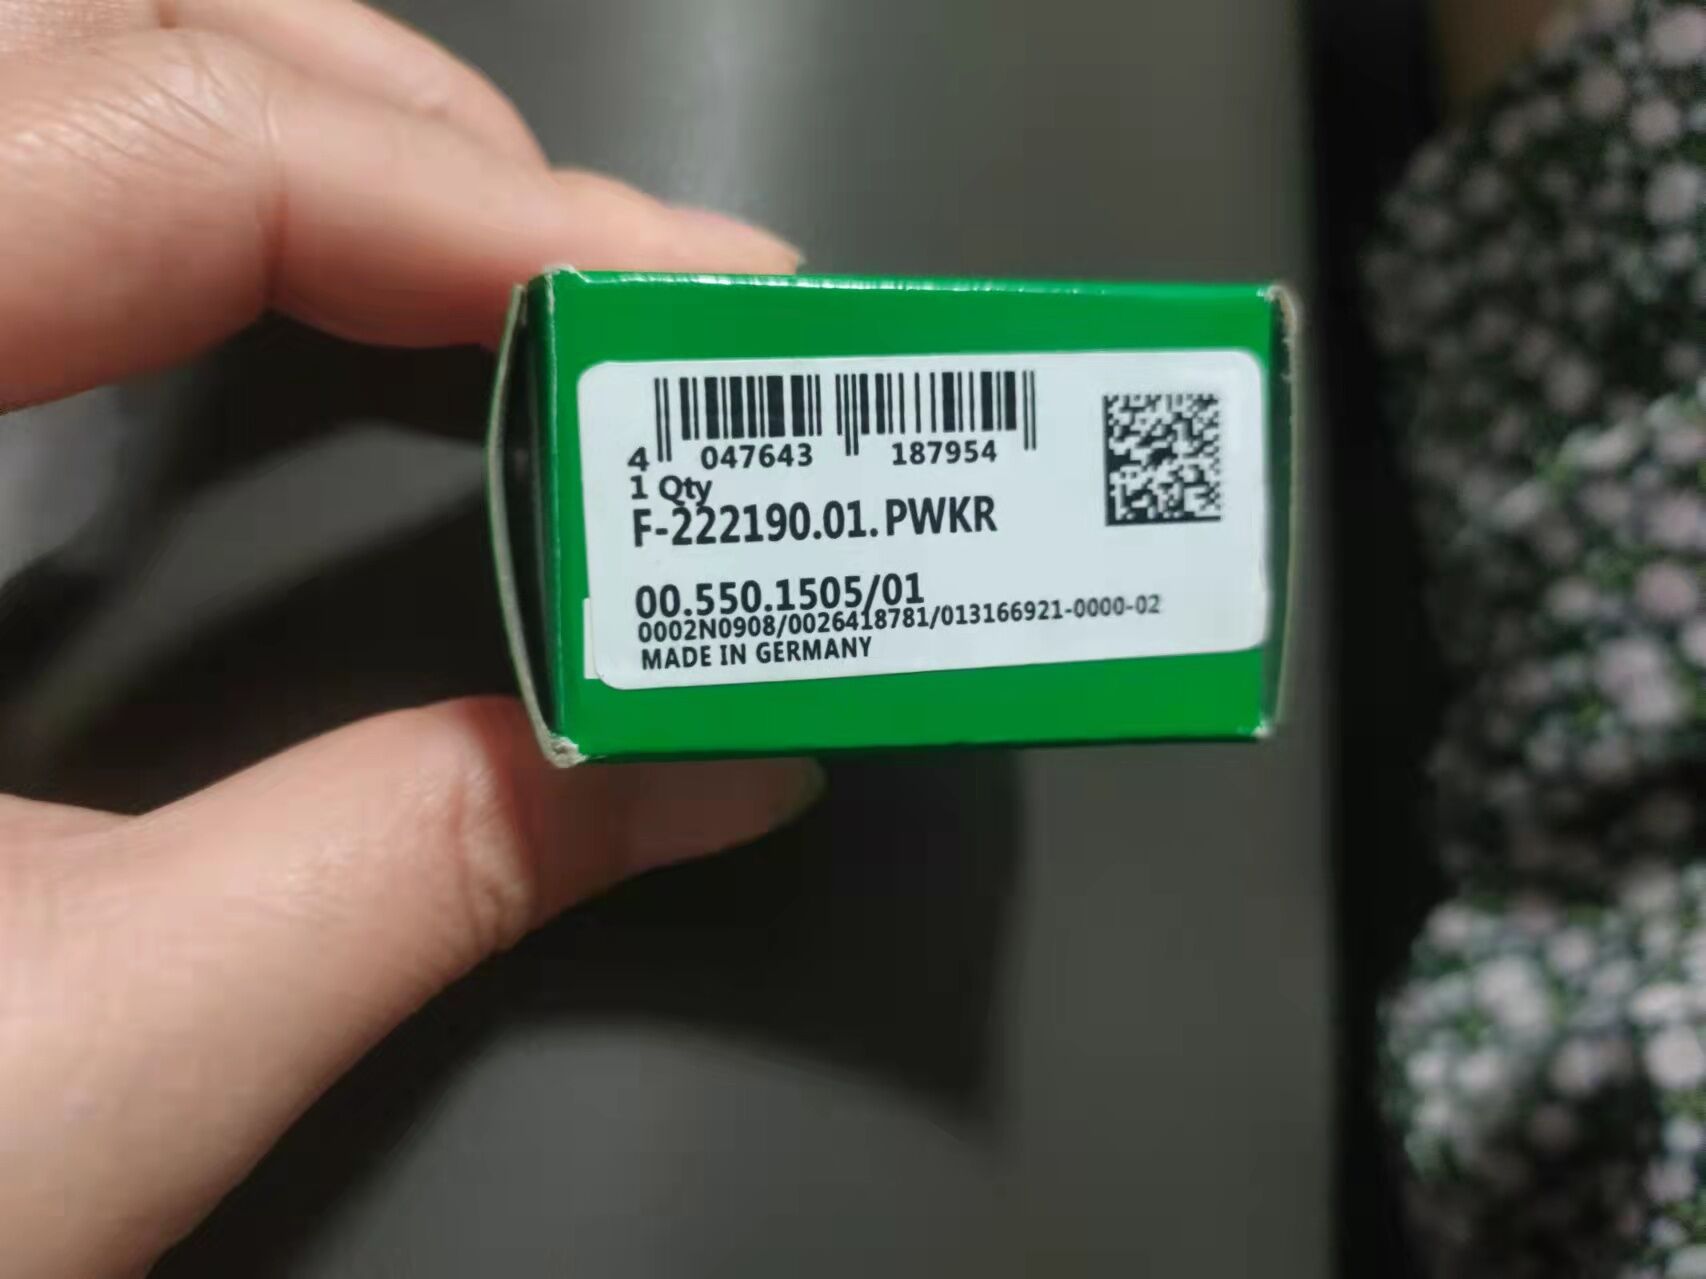 4 047643 187954
1 Qty
F-222190.01.PWKR
00.550.1505/01
0002N0908/0026418781/013166921-0000-02
MADE IN GERMANY